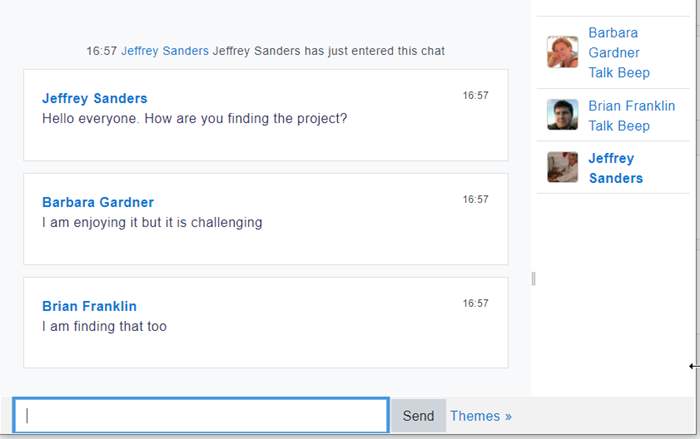 16:57 Jeffrey Sanders Jeffrey Sanders has just entered this chat
Jeffrey Sanders 16:57
Hello everyone. How are you finding the project?
Barbara Gardner 16:57
I am enjoying it but it is challenging
Brian Franklin 16:57
I am finding that too
Send Themes »
Barbara
Gardner
Talk Beep
Brian Franklin
Talk Beep
Jeffrey
Sanders